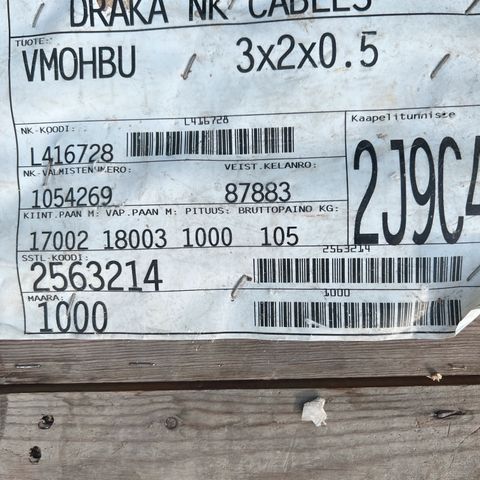 DRAKA NK CABLES
TUOTE:
VMOHBU 3x2x0.5
NK-KOODI: L416728
L416728
Kaapelitunniste
2J9C4
NK-VALMISTENUMERO: VEIST.KELANRO:
1054269 87883
KIINT.PAAN M: VAP.PAAN M: PITUUS: BRUTTOPAINO KG:
17002 18003 1000 105
SSTL-KOODI: 2563214
2563214
MAARA: 1000
1000